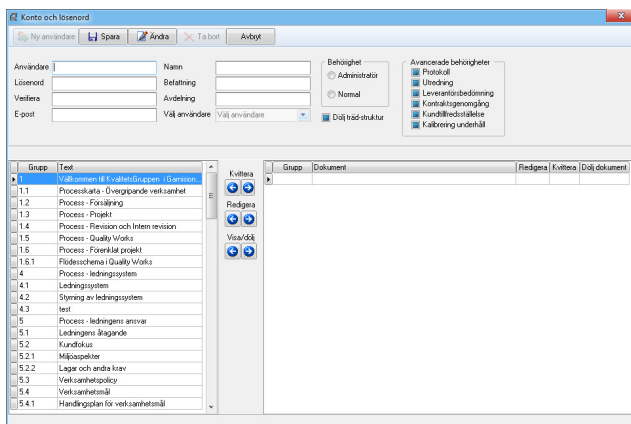 Konto och lösenord
Ny användare Spara Ändra Ta bort Avbryt
Användare
Lösenord
Verifiera
E-post
Namn
Befattning
Avdelning
Välj användare Välj användare
Behörighet
Administratör
Normal
Dölj träd-struktur
Avancerade behörigheter
Protokoll
Utredning
Leverantörsbedömning
Kontraktsgenomgång
Kundtillfredsställelse
Kalibrering underhåll
Grupp Text
1 Välkommen till KvalitetsGruppen i Garnision...
1.1 Processkarta - Övergripande verksamhet
1.2 Process - Försäljning
1.3 Process - Projekt
1.4 Process - Revision och Intern revision
1.5 Process - Quality Works
1.6 Process - Förenklat projekt
1.6.1 Flödesschema i Quality Works
4 Process - ledningssystem
4.1 Ledningssystem
4.2 Styrning av ledningssystem
4.3 test
5 Process - ledningens ansvar
5.1 Ledningens åtagande
5.2 Kundfokus
5.2.1 Miljöaspekter
5.2.2 Lagar och andra krav
5.3 Verksamhetspolicy
5.4 Verksamhetsmål
5.4.1 Handlingsplan för verksamhetsmål
Kvittera
Redigera
Visa/dölj
Grupp Dokument Redigera Kvittera Dölj dokument